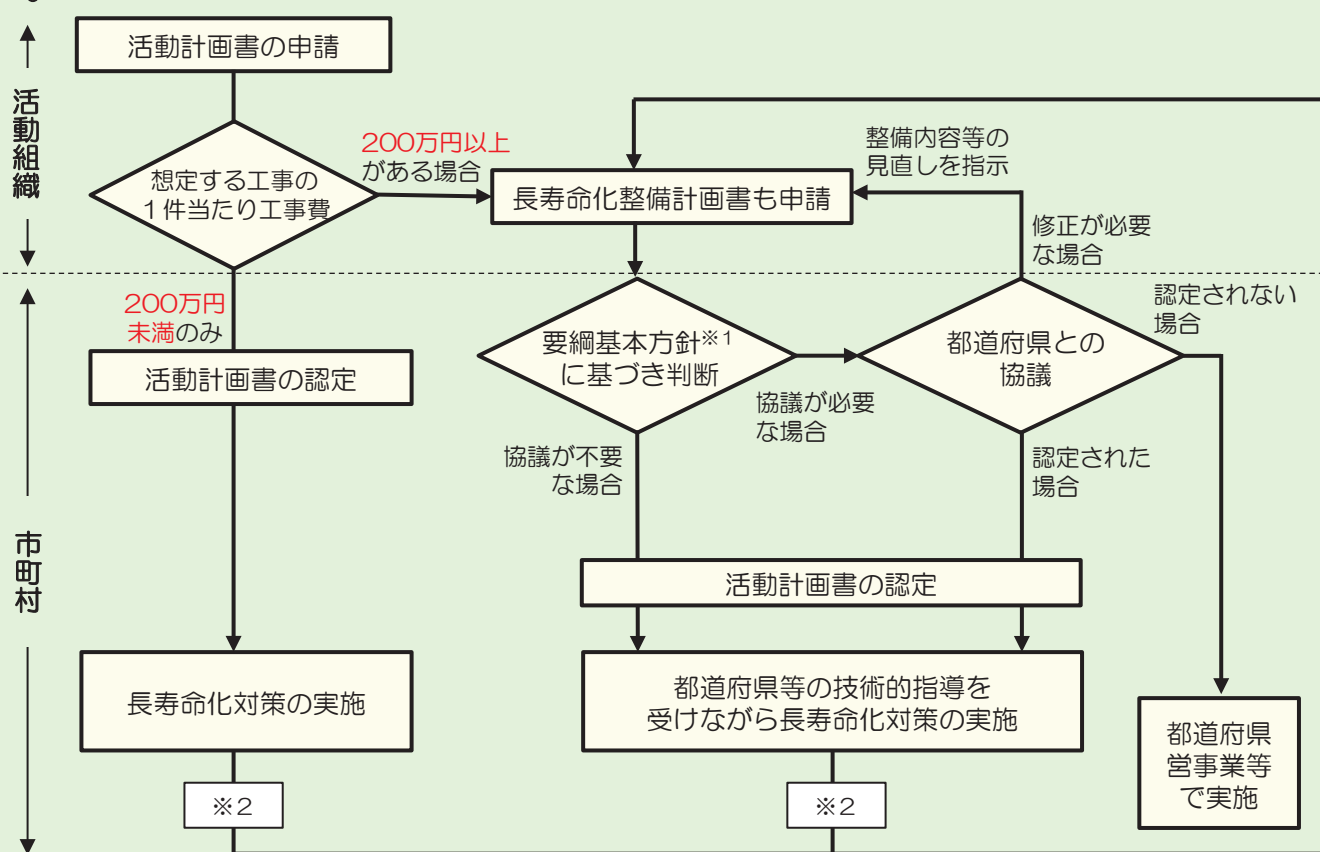 活動計画書の申請
活動組織
想定する工事の
1件当たり工事費
200万円以上
がある場合
長寿命化整備計画書も申請
整備内容等の
見直しを指示
修正が必要
な場合
200万円
未満のみ
活動計画書の認定
要綱基本方針※1
に基づき判断
協議が必要
な場合
都道府県との
協議
認定されない
場合
協議が不要
な場合
認定された
場合
市町村
活動計画書の認定
長寿命化対策の実施
都道府県等の技術的指導を
受けながら長寿命化対策の実施
都道府県
営事業等
で実施
※2
※2